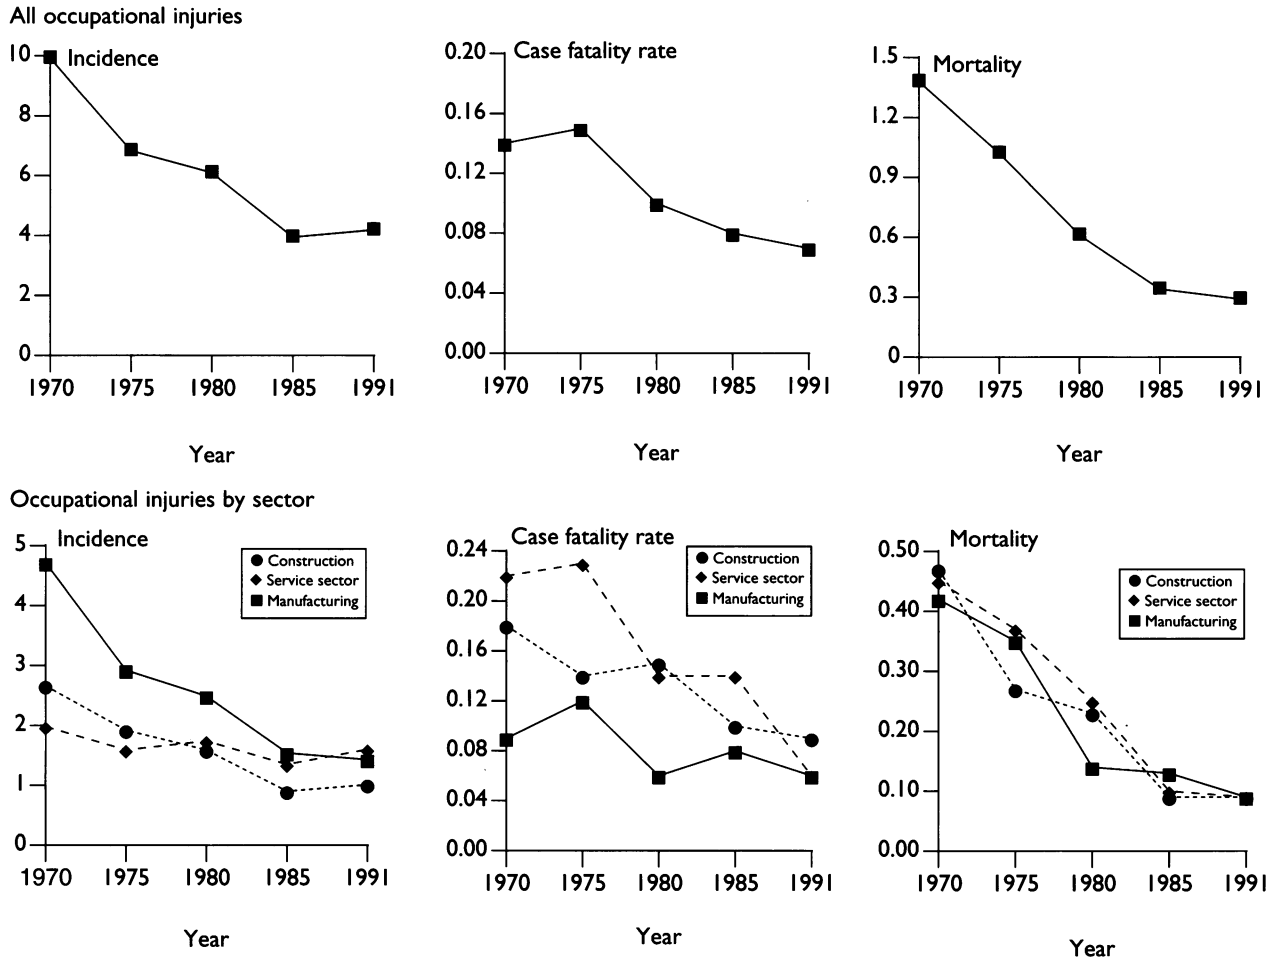 All occupational injuries
Incidence
10
8
6
4
2
0
1970 1975 1980 1985 1991
Year
Case fatality rate
0.20
0.16
0.12
0.08
0.04
0.00
1970 1975 1980 1985 1991
Year
Mortality
1.5
1.2
0.9
0.6
0.3
0
1970 1975 1980 1985 1991
Year
Occupational injuries by sector
Incidence
5
4
3
2
1
0
Construction
Service sector
Manufacturing
1970 1975 1980 1985 1991
Year
Case fatality rate
0.24
0.20
0.16
0.12
0.08
0.04
0.00
Construction
Service sector
Manufacturing
1970 1975 1980 1985 1991
Year
Mortality
0.50
0.40
0.30
0.20
0.10
0.00
Construction
Service sector
Manufacturing
1970 1975 1980 1985 1991
Year